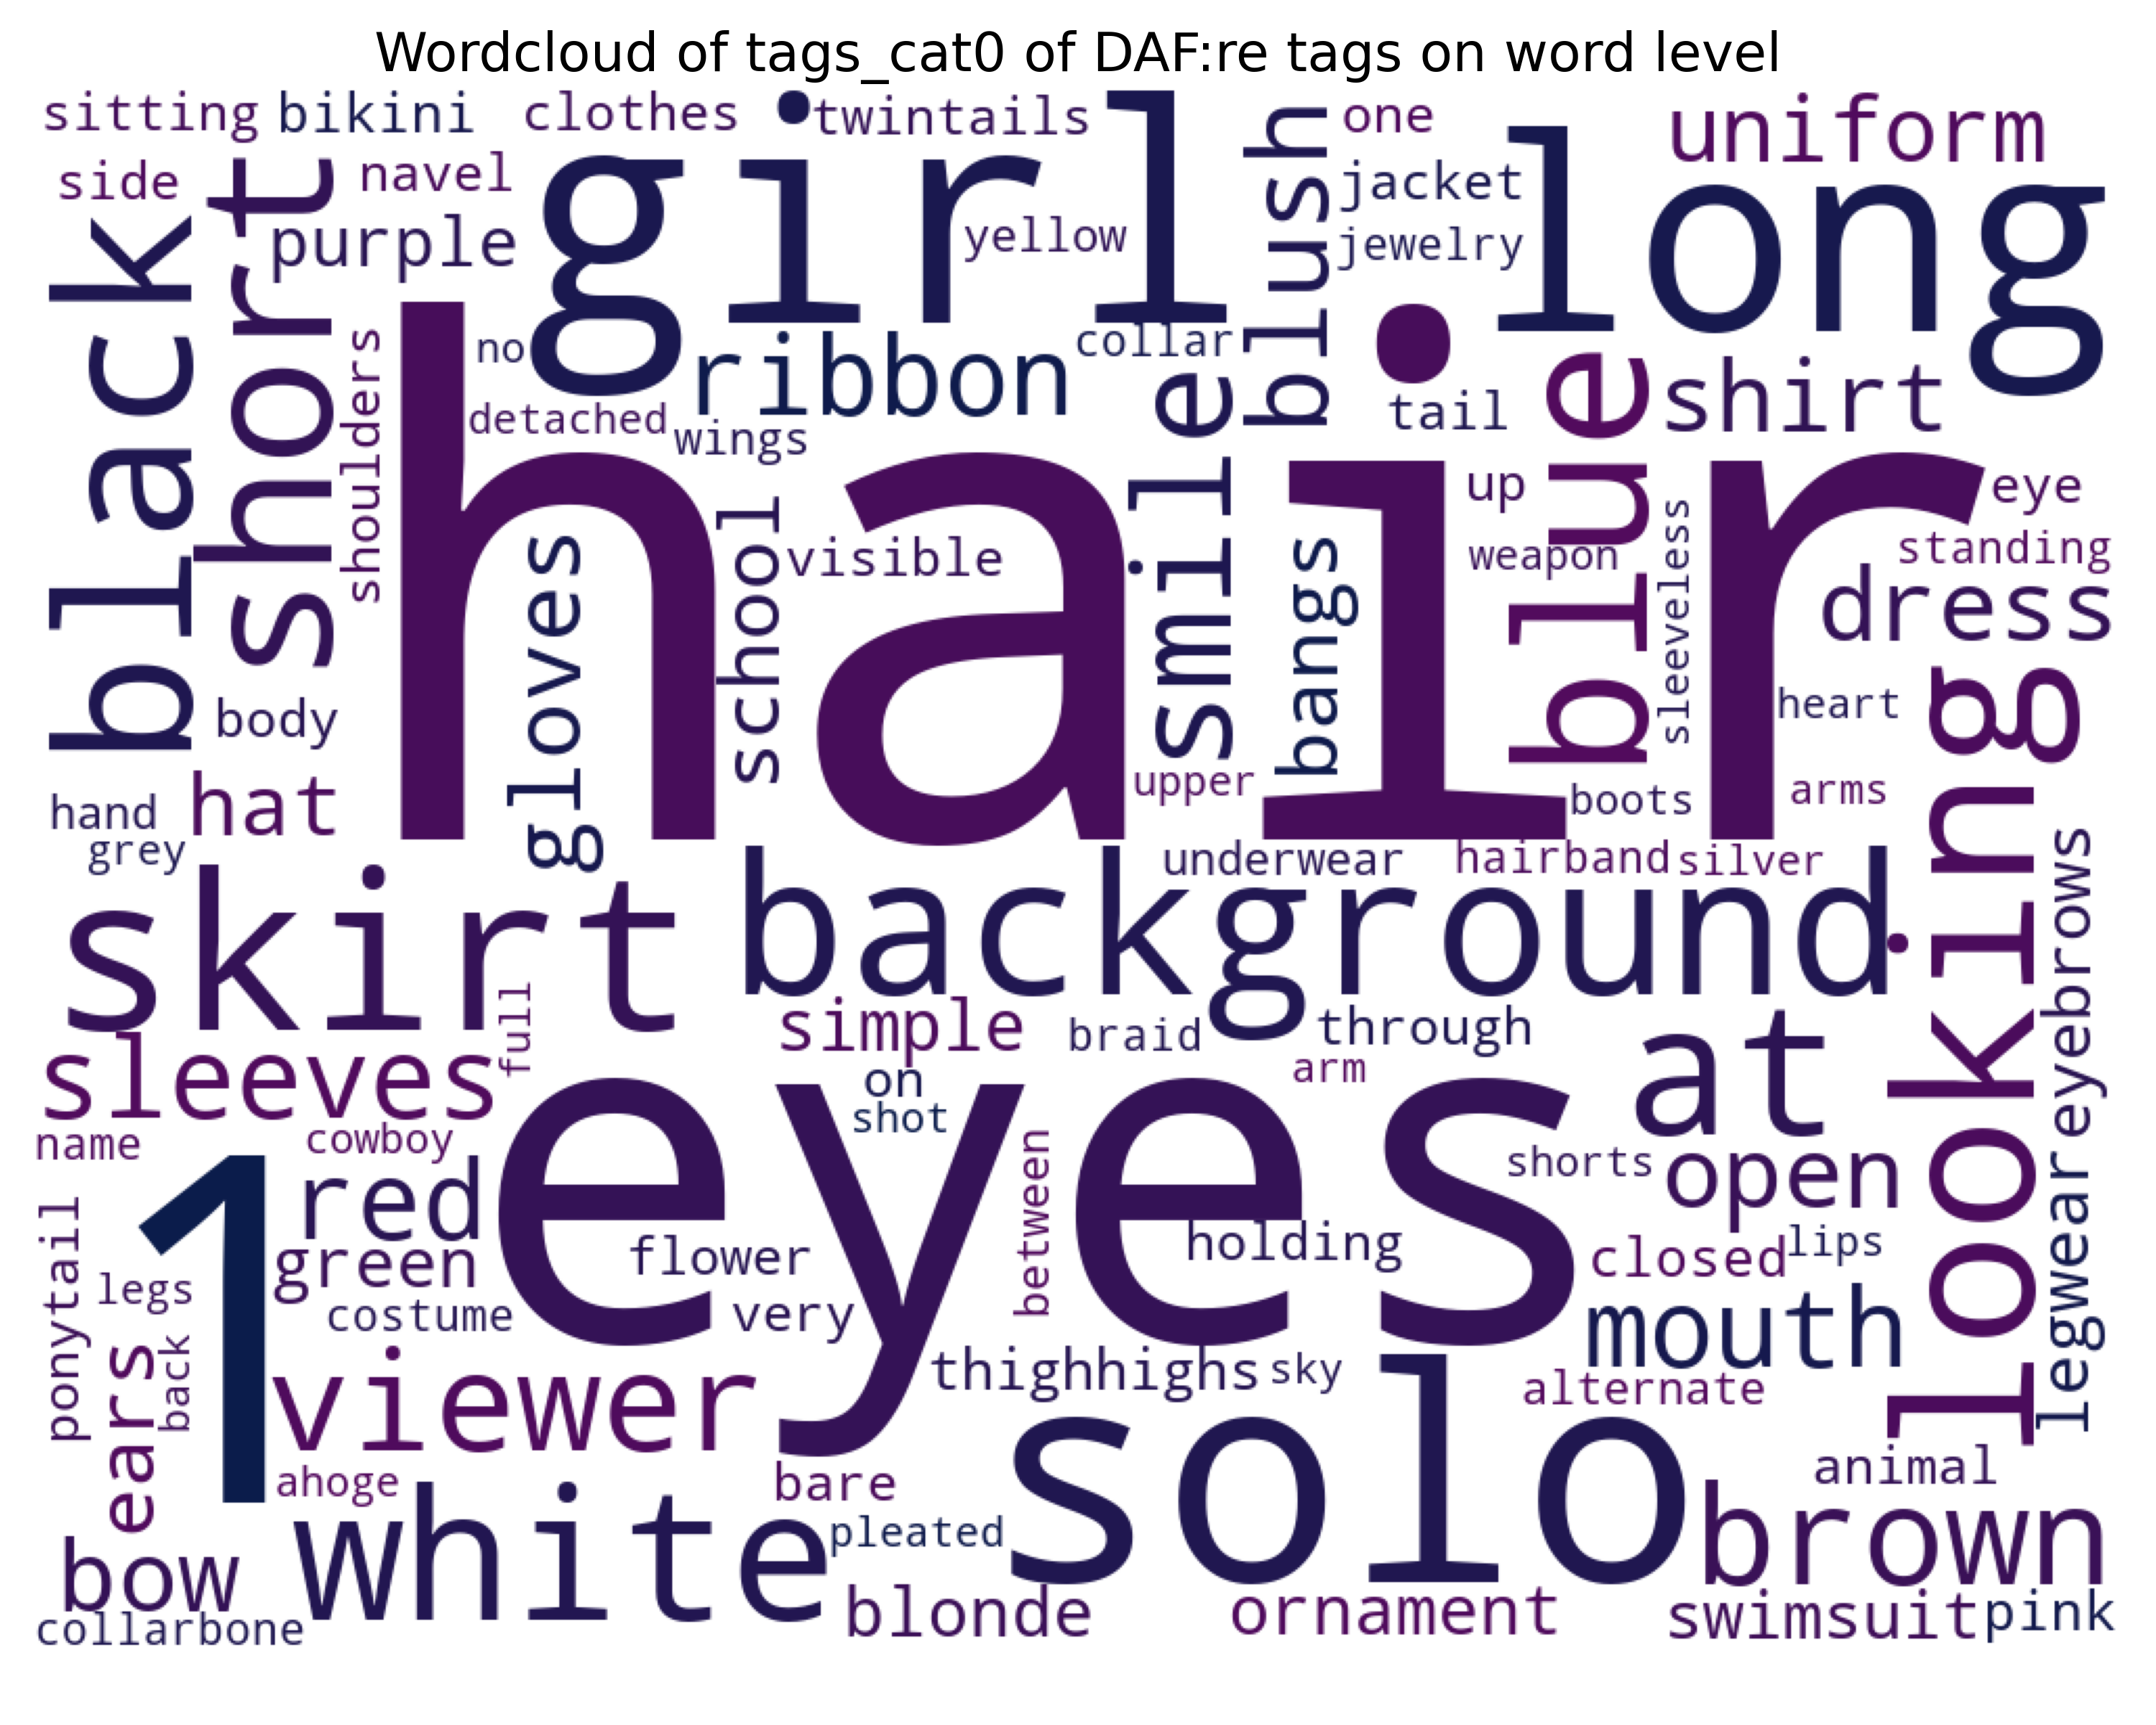 Wordcloud of tags_cat0 of DAF:re tags on word level
sitting
bikini
clothes
twintails
one
uniform
side
navel
girl
blush
jacket
long
black
short
purple
yellow
jewelry
shoulders
no
ribbon
collar
tail
blue
shirt
detached
wings
smile
hair
up
eye
gloves
school
visible
bangs
weapon
sleeveless
standing
dress
body
heart
looking
hand
hat
upper
boots
arms
grey
underwear
hairband
silver
eyebrows
skirt
background
full
simple
braid
through
at
sleeves
on
arm
shot
name
cowboy
eyes
between
shorts
open
1
red
ponytail
green
flower
holding
closed
lips
legwear
legs
costume
very
mouth
ears
back
viewer
thighhighs
sky
alternate
solo
ahoge
bare
animal
white
pleated
brown
bow
collarbone
blonde
ornament
swimsuit
pink